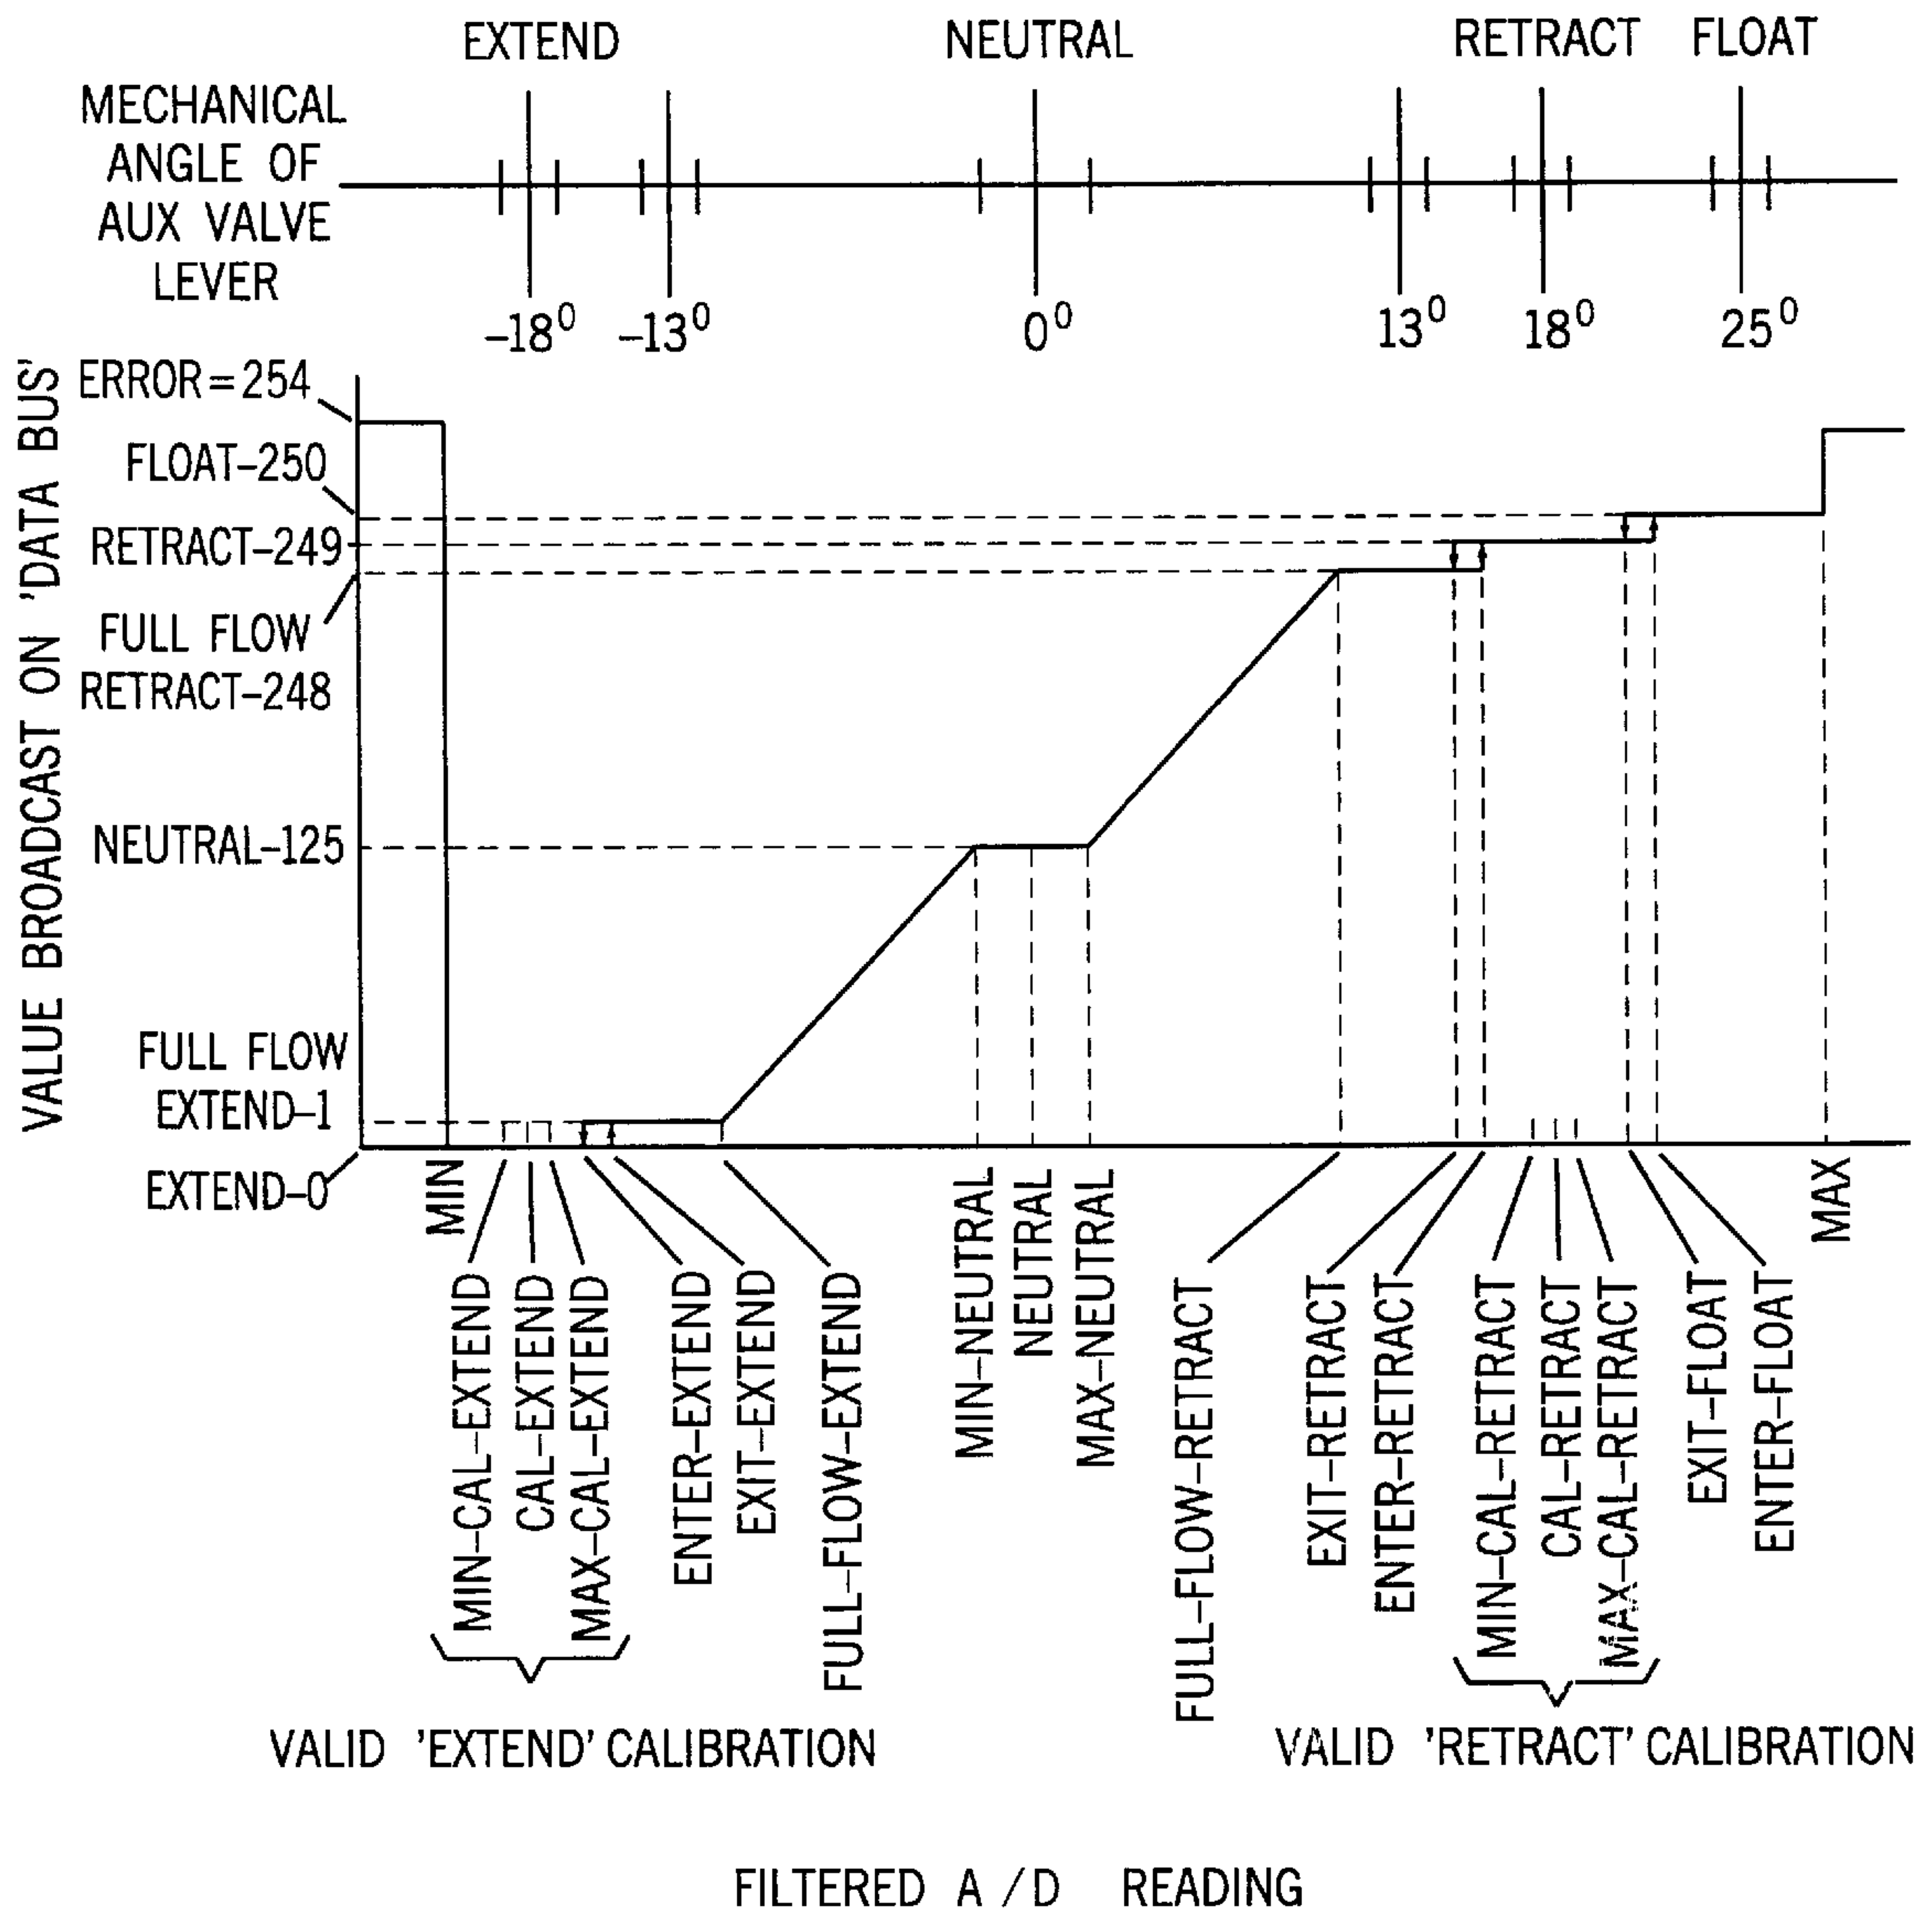 EXTEND NEUTRAL RETRACT FLOAT
MECHANICAL
ANGLE OF
AUX VALVE
LEVER
-18⁰ -13⁰ 0⁰ 13⁰ 18⁰ 25⁰
VALUE BROADCAST ON 'DATA BUS'
ERROR=254
FLOAT-250
RETRACT-249
FULL FLOW
RETRACT-248
NEUTRAL-125
FULL FLOW
EXTEND-1
EXTEND-0
MIN
MIN-CAL-EXTEND
CAL-EXTEND
MAX-CAL-EXTEND
ENTER-EXTEND
EXIT-EXTEND
FULL-FLOW-EXTEND
MIN-NEUTRAL
NEUTRAL
MAX-NEUTRAL
FULL-FLOW-RETRACT
EXIT-RETRACT
ENTER-RETRACT
MIN-CAL-RETRACT
CAL-RETRACT
MAX-CAL-RETRACT
EXIT-FLOAT
ENTER-FLOAT
MAX
VALID 'EXTEND' CALIBRATION
VALID 'RETRACT' CALIBRATION
FILTERED A/D READING